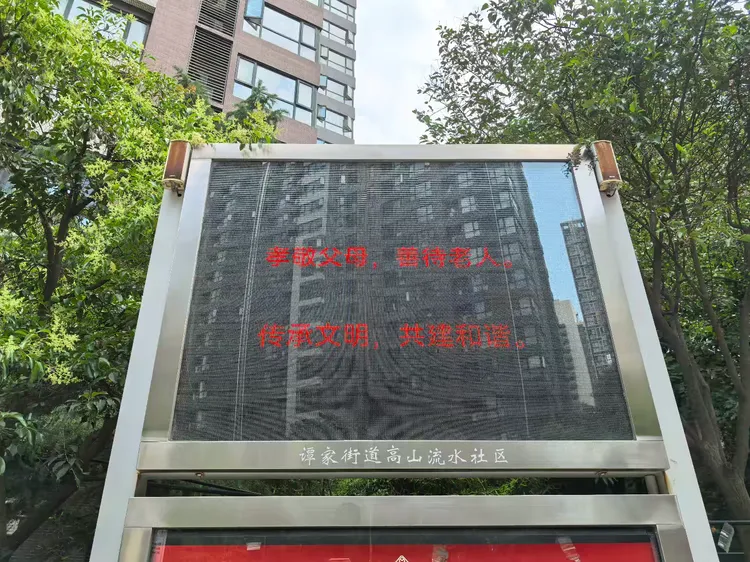 孝敬父母，善待老人。
传承文明，共建和谐。
谭家街道高山流水社区